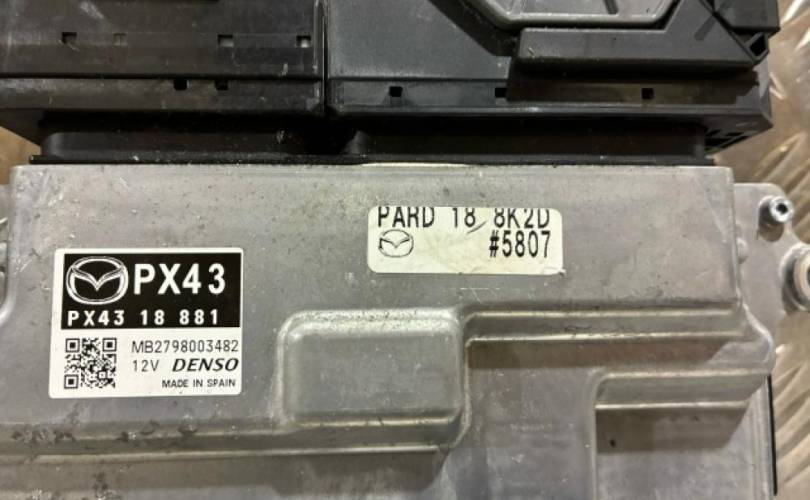 PARD 18 8K2D
#5807
PX43
PX43 18 881
MB2798003482
12V DENSO
MADE IN SPAIN